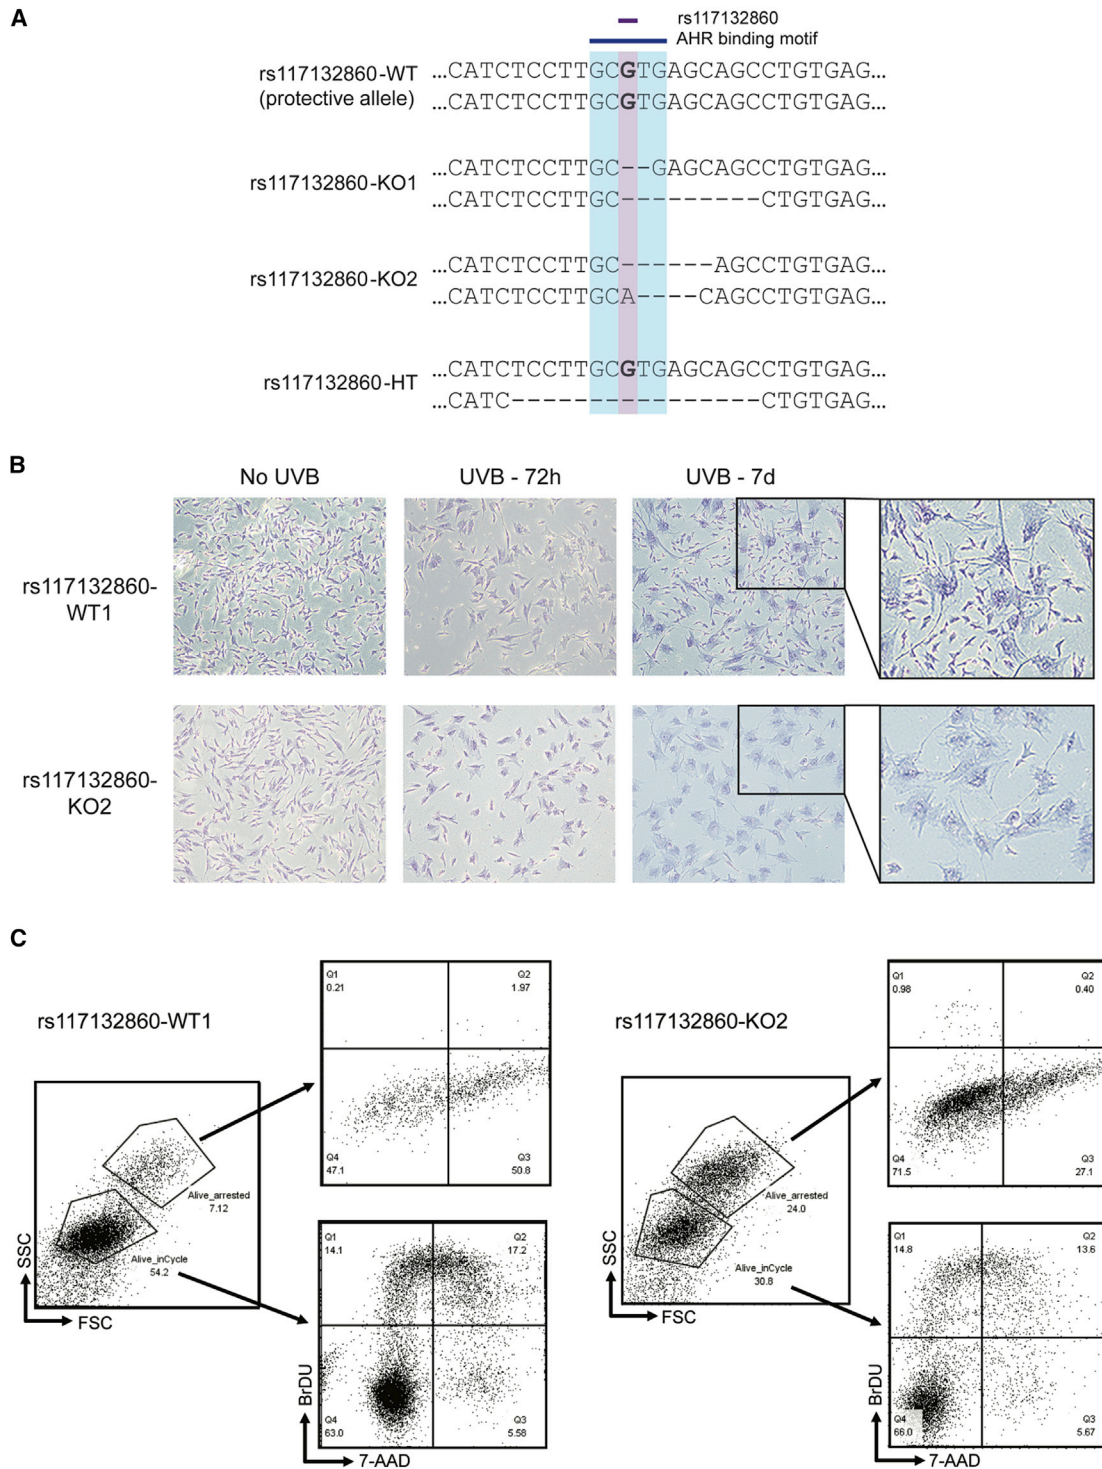 A
rs117132860
AHR binding motif
rs117132860-WT
(protective allele)
...CATCTCCTTGCGTGAGCAGCCTGTGAG...
...CATCTCCTTGCGTGAGCAGCCTGTGAG...
rs117132860-KO1
...CATCTCCTTGC--GAGCAGCCTGTGAG...
...CATCTCCTTGC---------CTGTGAG...
rs117132860-KO2
...CATCTCCTTGC------AGCCTGTGAG...
...CATCTCCTTGCA----CAGCCTGTGAG...
rs117132860-HT
...CATCTCCTTGCGTGAGCAGCCTGTGAG...
...CATC----------------CTGTGAG...
B
No UVB
UVB - 72h
UVB - 7d
rs117132860-
WT1
rs117132860-
KO2
C
rs117132860-WT1
Q1
0.21
Q2
1.97
Q4
47.1
Q3
50.8
Alive_arrested
7.12
Alive_inCycle
54.2
SSC
FSC
Q1
14.1
Q2
17.2
Q4
63.0
Q3
5.58
BrDU
7-AAD
rs117132860-KO2
Q1
0.98
Q2
0.40
Q4
71.5
Q3
27.1
Alive_arrested
24.0
Alive_inCycle
30.8
SSC
FSC
Q1
14.8
Q2
13.6
Q4
66.0
Q3
5.67
BrDU
7-AAD